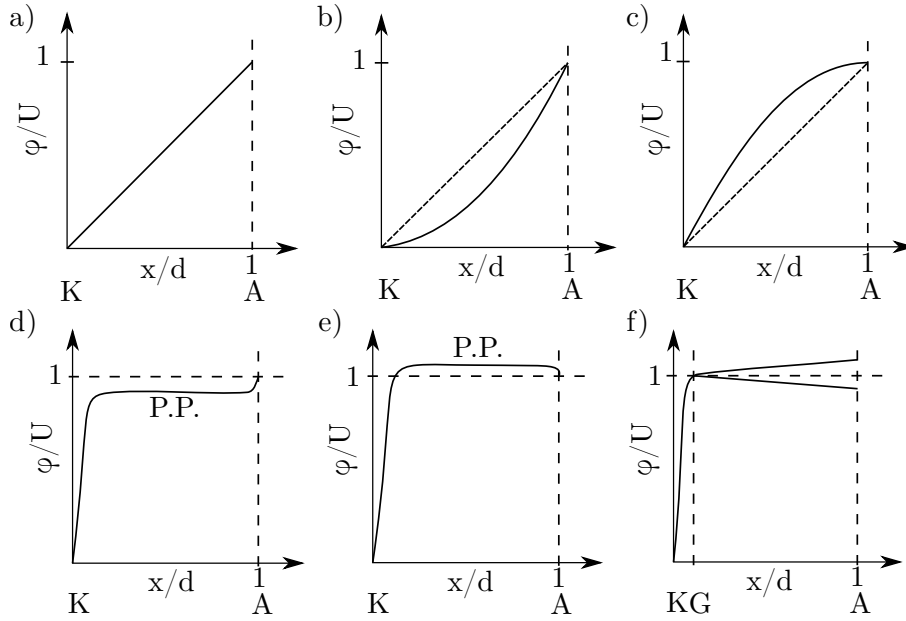 a)
1
φ/U
x/d
1
K
A
b)
1
φ/U
x/d
1
K
A
c)
1
φ/U
x/d
1
K
A
d)
1
P.P.
φ/U
x/d
1
K
A
e)
P.P.
1
φ/U
x/d
1
K
A
f)
1
φ/U
x/d
1
KG
A